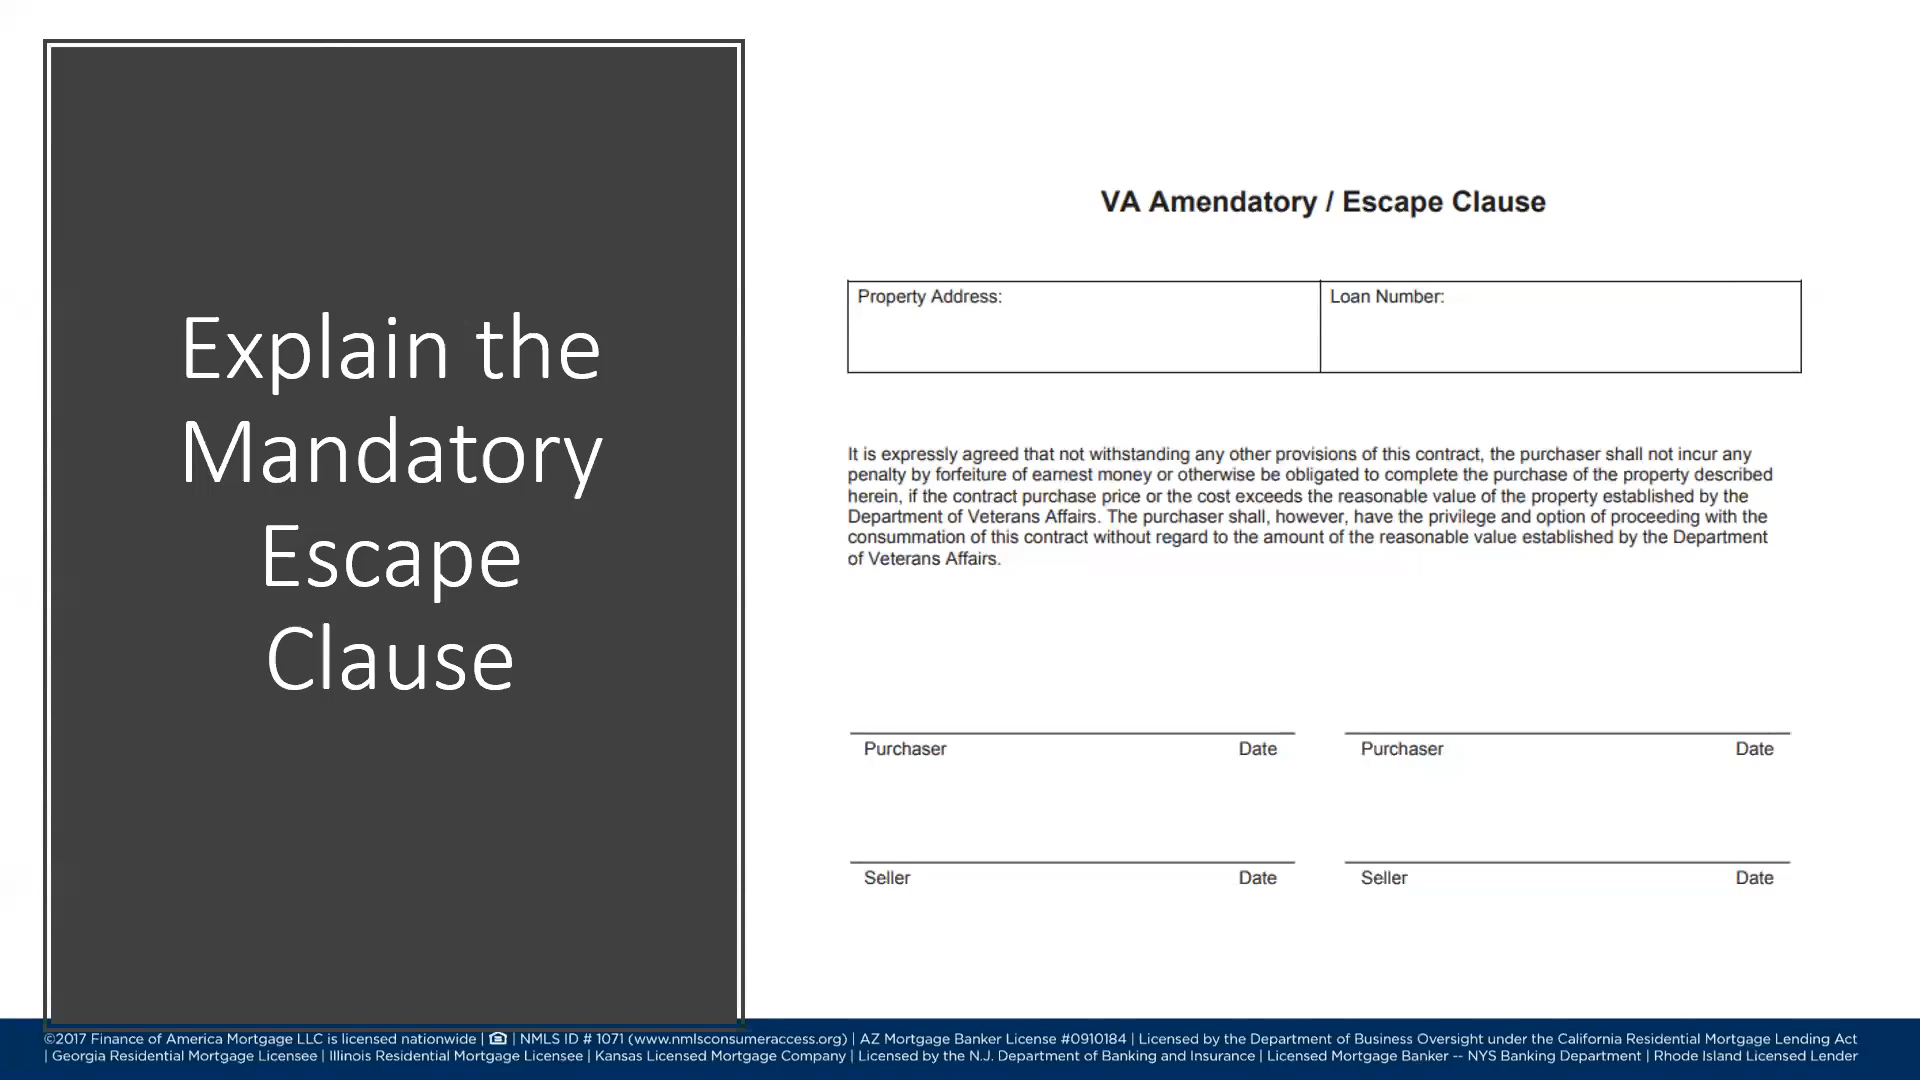 Explain the
Mandatory
Escape
Clause
VA Amendatory / Escape Clause
Property Address:
Loan Number:
It is expressly agreed that not withstanding any other provisions of this contract, the purchaser shall not incur any
penalty by forfeiture of earnest money or otherwise be obligated to complete the purchase of the property described
herein, if the contract purchase price or the cost exceeds the reasonable value of the property established by the
Department of Veterans Affairs. The purchaser shall, however, have the privilege and option of proceeding with the
consummation of this contract without regard to the amount of the reasonable value established by the Department
of Veterans Affairs.
Purchaser Date
Purchaser Date
Seller Date
Seller Date
©2017 Finance of America Mortgage LLC is licensed nationwide | | NMLS ID # 1071 (www.nmlsconsumeraccess.org) | AZ Mortgage Banker License #0910184 | Licensed by the Department of Business Oversight under the California Residential Mortgage Lending Act
| Georgia Residential Mortgage Licensee | Illinois Residential Mortgage Licensee | Kansas Licensed Mortgage Company | Licensed by the N.J. Department of Banking and Insurance | Licensed Mortgage Banker -- NYS Banking Department | Rhode Island Licensed Lender